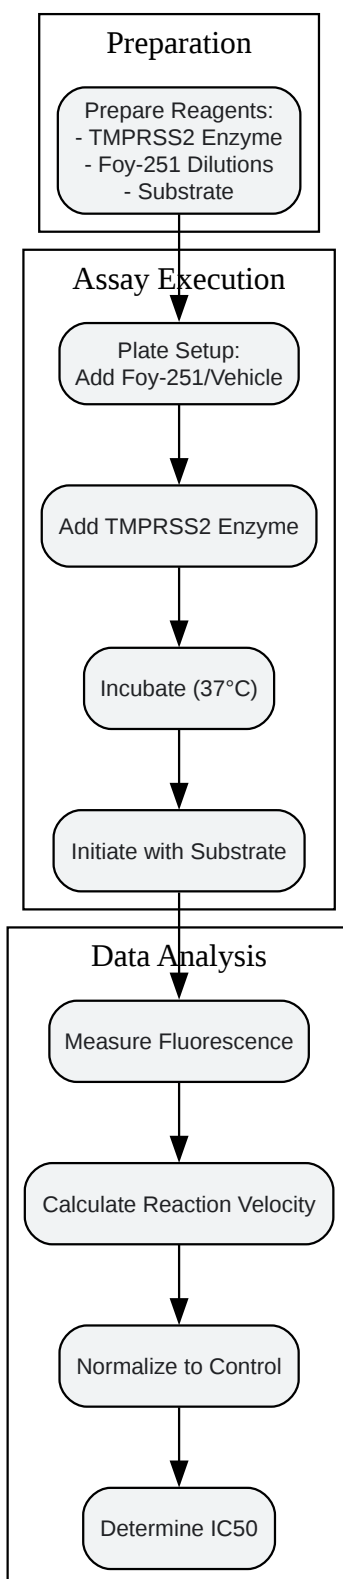 Preparation
Prepare Reagents:
- TMPRSS2 Enzyme
- Foy-251 Dilutions
- Substrate
Assay Execution
Plate Setup:
Add Foy-251/Vehicle
Add TMPRSS2 Enzyme
Incubate (37°C)
Initiate with Substrate
Data Analysis
Measure Fluorescence
Calculate Reaction Velocity
Normalize to Control
Determine IC50